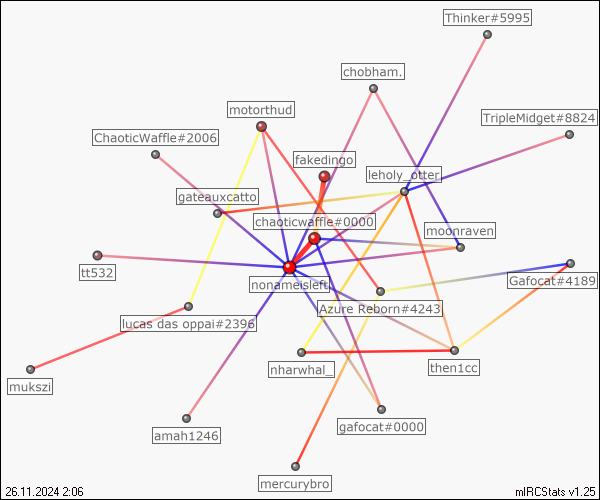 Thinker#5995
chobham.
motorthud
TripleMidget#8824
ChaoticWaffle#2006
fakedingo
leholy_otter
gateauxcatto
chaoticwaffle#0000
moonraven
tt532
nonameisleft
Gafocat#4189
Azure Reborn#4243
lucas das oppai#2396
nharwhal_
then1cc
mukszi
gafocat#0000
amah1246
mercurybro
26.11.2024 2:06
mIRCStats v1.25